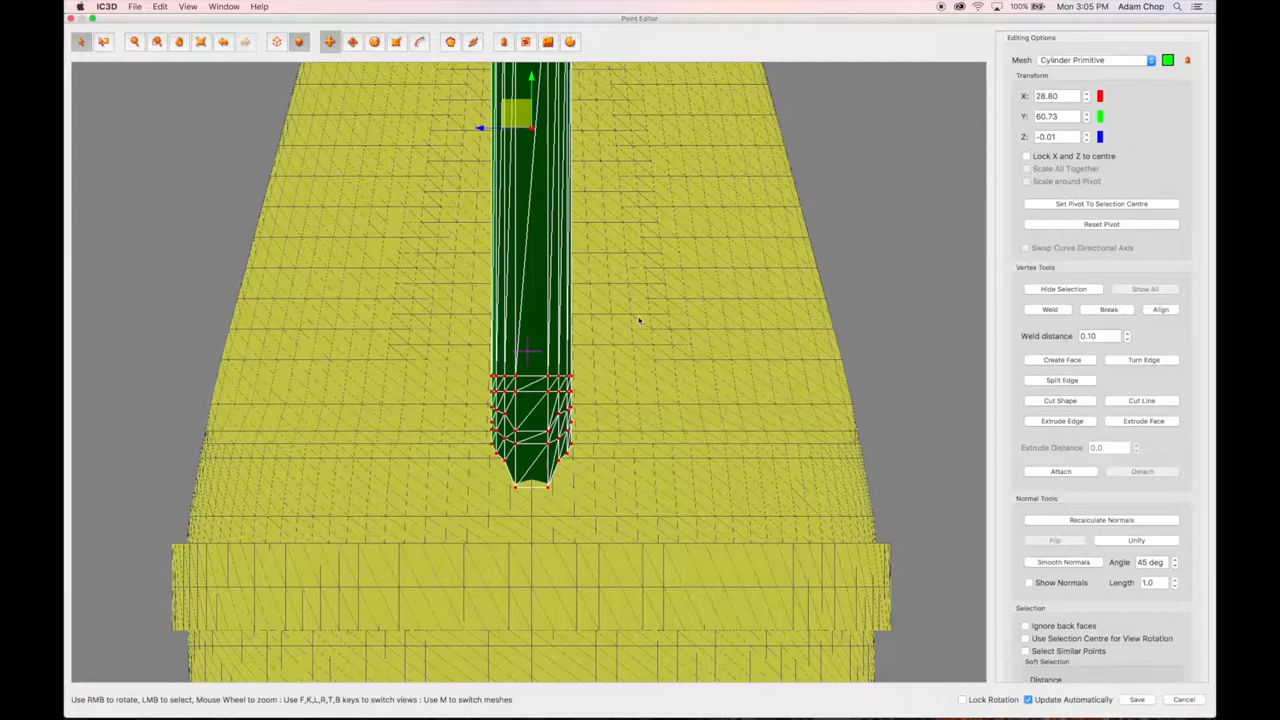 IC3D File Edit View Window Help 100% Mon 3:05 PM Adam Chop
Point Editor
Editing Options
Mesh Cylinder Primitive
Transform
X: 28.80
Y: 60.73
Z: -0.01
Lock X and Z to centre
Scale All Together
Scale around Pivot
Set Pivot To Selection Centre
Reset Pivot
Swap Curve Directional Axis
Vertex Tools
Hide Selection Show All
Weld Break Align
Weld distance 0.10
Create Face Turn Edge
Split Edge
Cut Shape Cut Line
Extrude Edge Extrude Face
Extrude Distance 0.0
Attach Detach
Normal Tools
Recalculate Normals
Flip Unify
Smooth Normals Angle 45 deg
Show Normals Length 1.0
Selection
Ignore back faces
Use Selection Centre for View Rotation
Select Similar Points
Soft Selection
Distance
Use RMB to rotate, LMB to select, Mouse Wheel to zoom : Use F,K,L,R,T,B keys to switch views : Use M to switch meshes Lock Rotation Update Automatically Save Cancel